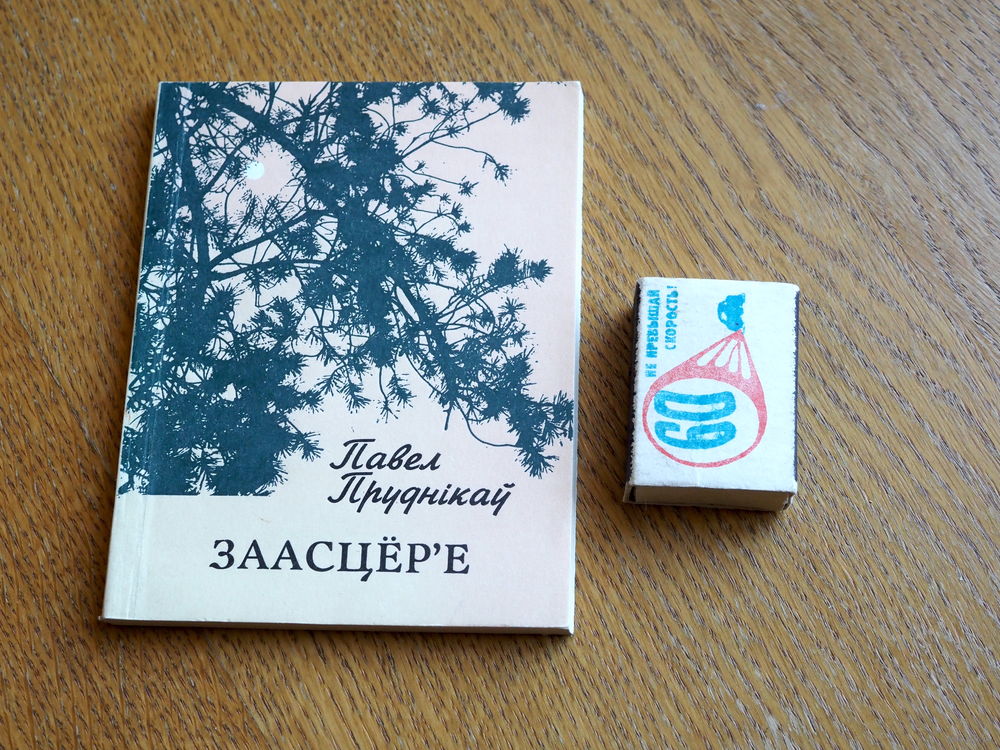 Павел
Пруднікаў
ЗААСЦЁР'Е
НЕ ПРЕВЫШАЙ
СКОРОСТЬ!
60